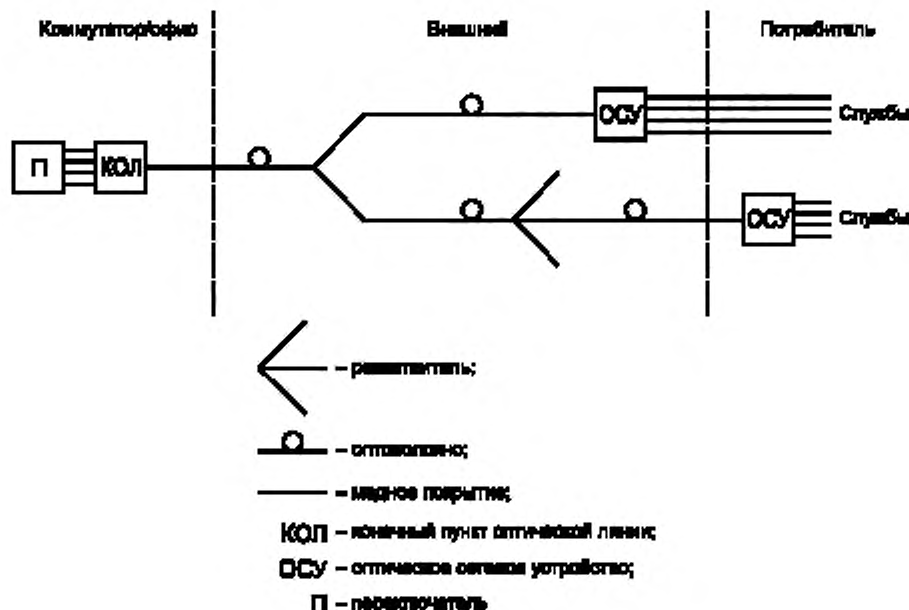 Коммутатор/офис Внешний Потребитель
П КОЛ ОСУ Службы
ОСУ Службы
– разветвитель;
– оптоволокно;
– медное покрытие;
КОЛ – конечный пункт оптической линии;
ОСУ – оптическое сетевое устройство;
П – переключатель